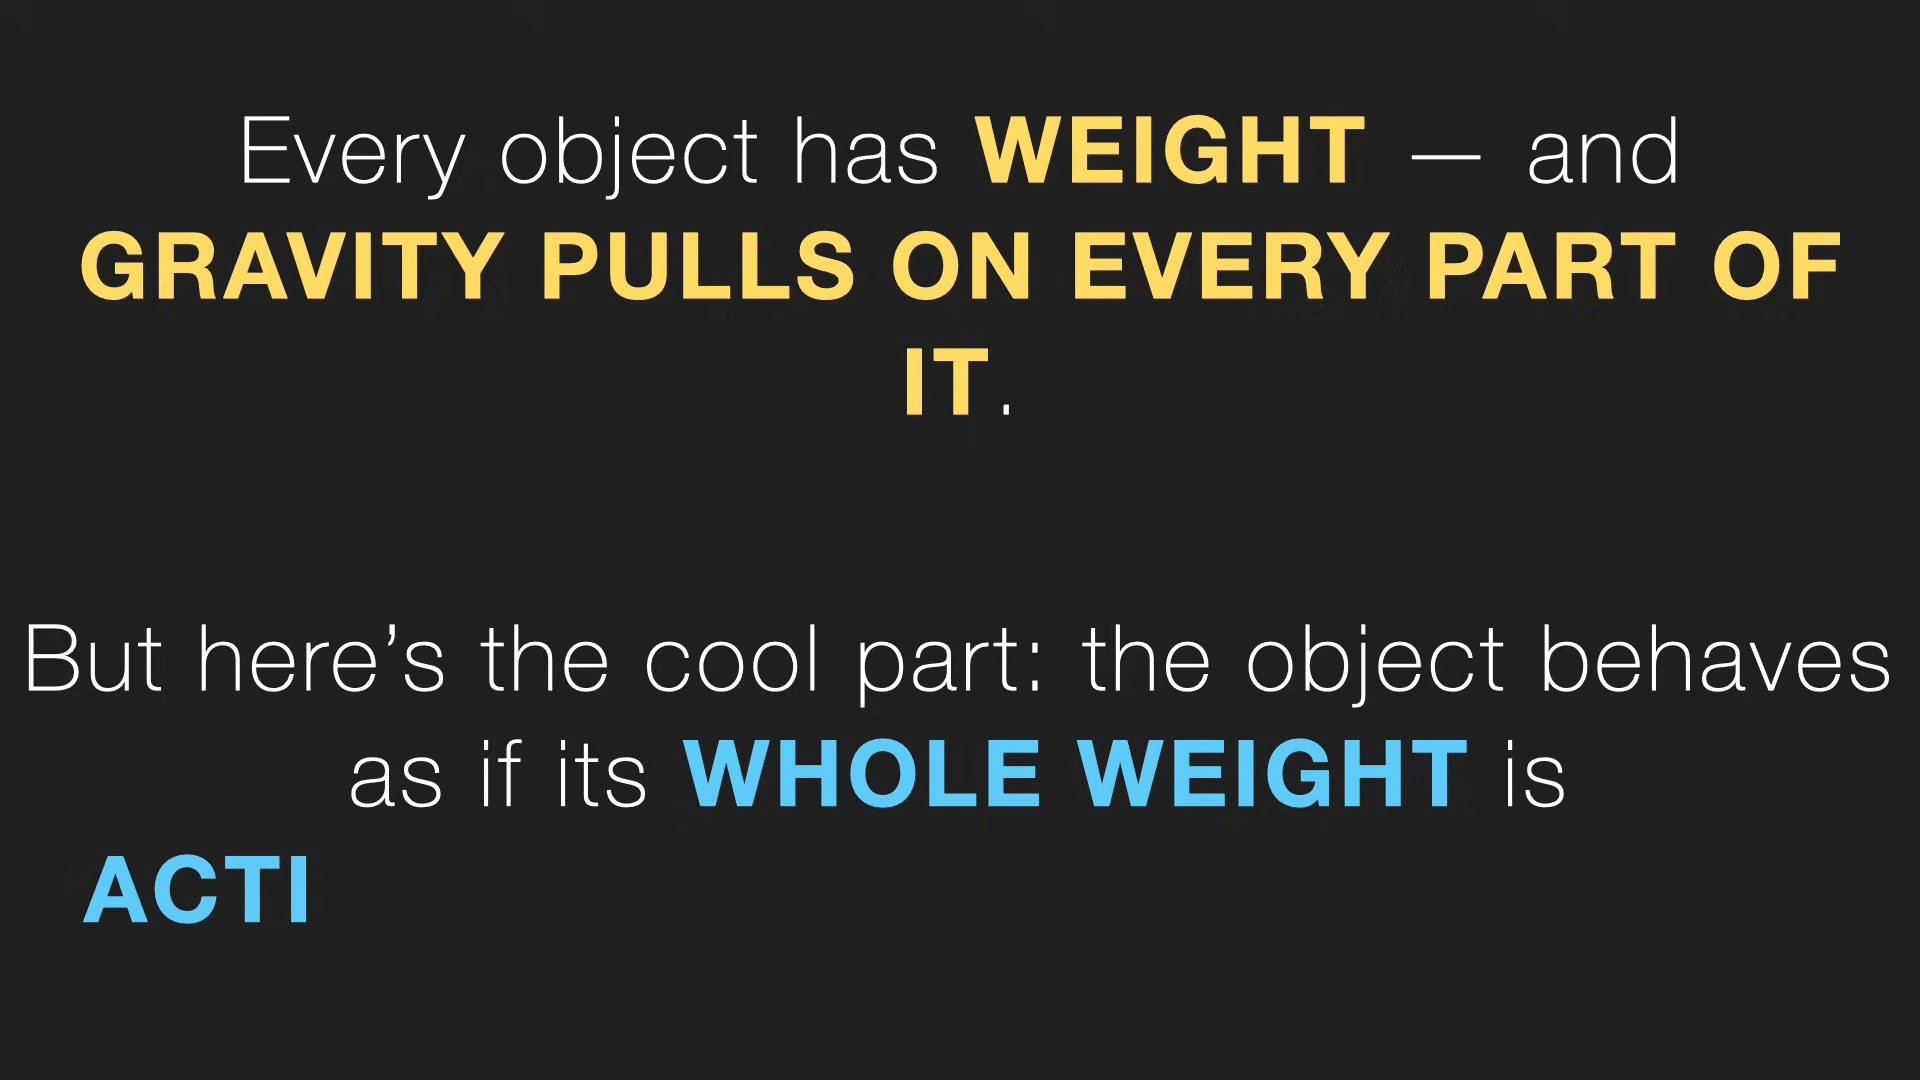 Every object has WEIGHT — and
GRAVITY PULLS ON EVERY PART OF
IT.
But here’s the cool part: the object behaves
as if its WHOLE WEIGHT is
ACTI